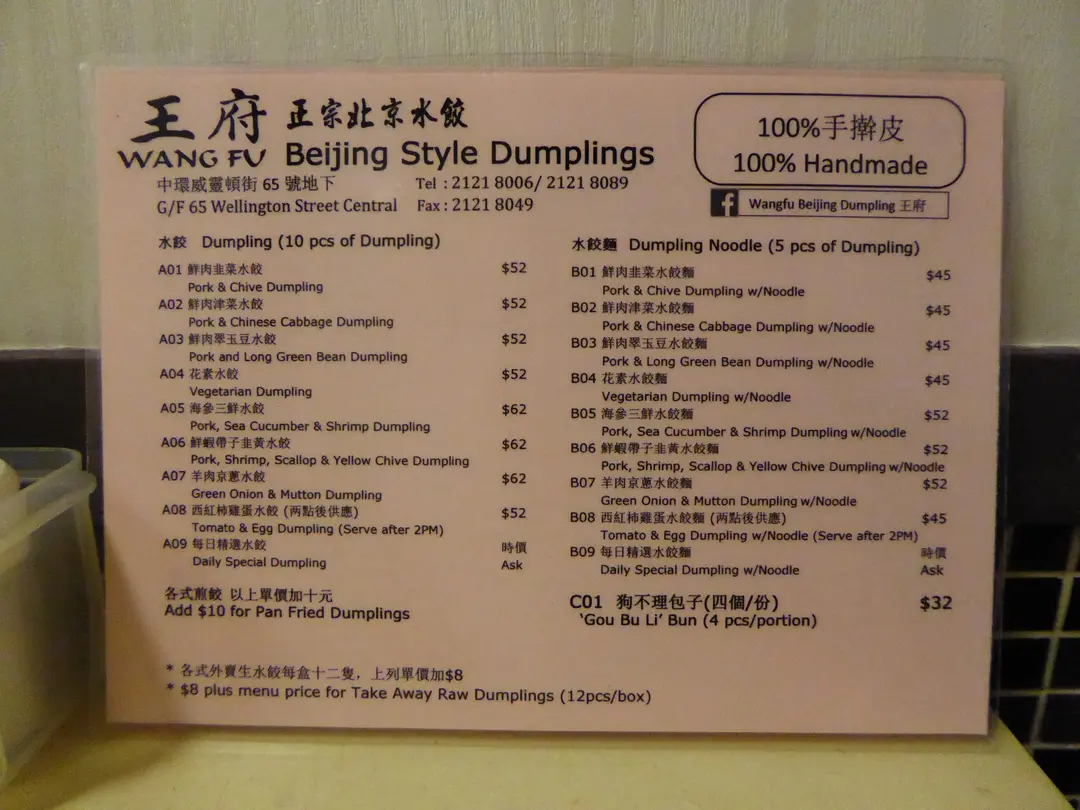 王府 正宗北京水餃
WANG FU Beijing Style Dumplings
中環威靈頓街 65 號地下 Tel : 2121 8006/ 2121 8089
G/F 65 Wellington Street Central Fax : 2121 8049
100%手擀皮
100% Handmade
f Wangfu Beijing Dumpling 王府
水餃 Dumpling (10 pcs of Dumpling)
A01 鮮肉韭菜水餃 $52
Pork & Chive Dumpling
A02 鮮肉津菜水餃 $52
Pork & Chinese Cabbage Dumpling
A03 鮮肉翠玉豆水餃 $52
Pork and Long Green Bean Dumpling
A04 花素水餃 $52
Vegetarian Dumpling
A05 海參三鮮水餃 $62
Pork, Sea Cucumber & Shrimp Dumpling
A06 鮮蝦帶子韭黃水餃 $62
Pork, Shrimp, Scallop & Yellow Chive Dumpling
A07 羊肉京蔥水餃 $62
Green Onion & Mutton Dumpling
A08 西紅柿雞蛋水餃 (两點後供應) $52
Tomato & Egg Dumpling (Serve after 2PM)
A09 每日精選水餃 時價
Daily Special Dumpling Ask
各式煎餃 以上單價加十元
Add $10 for Pan Fried Dumplings
水餃麵 Dumpling Noodle (5 pcs of Dumpling)
B01 鮮肉韭菜水餃麵 $45
Pork & Chive Dumpling w/Noodle
B02 鮮肉津菜水餃麵 $45
Pork & Chinese Cabbage Dumpling w/Noodle
B03 鮮肉翠玉豆水餃麵 $45
Pork & Long Green Bean Dumpling w/Noodle
B04 花素水餃麵 $45
Vegetarian Dumpling w/Noodle
B05 海參三鮮水餃麵 $52
Pork, Sea Cucumber & Shrimp Dumpling w/Noodle
B06 鮮蝦帶子韭黃水餃麵 $52
Pork, Shrimp, Scallop & Yellow Chive Dumpling w/Noodle
B07 羊肉京蔥水餃麵 $52
Green Onion & Mutton Dumpling w/Noodle
B08 西紅柿雞蛋水餃麵 (两點後供應) $45
Tomato & Egg Dumpling w/Noodle (Serve after 2PM)
B09 每日精選水餃麵 時價
Daily Special Dumpling w/Noodle Ask
C01 狗不理包子(四個/份) $32
‘Gou Bu Li’ Bun (4 pcs/portion)
* 各式外賣生水餃每盒十二隻，上列單價加$8
* $8 plus menu price for Take Away Raw Dumplings (12pcs/box)